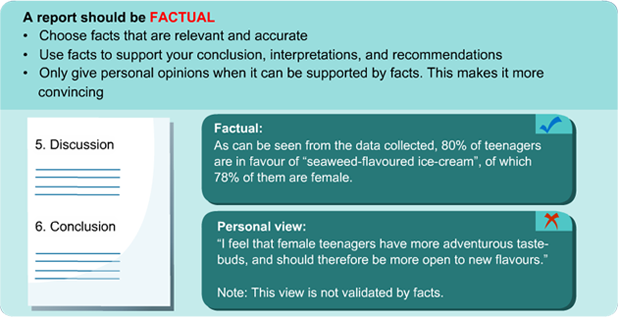 A report should be FACTUAL
• Choose facts that are relevant and accurate
• Use facts to support your conclusion, interpretations, and recommendations
• Only give personal opinions when it can be supported by facts. This makes it more
convincing
5. Discussion
6. Conclusion
Factual:
As can be seen from the data collected, 80% of teenagers
are in favour of “seaweed-flavoured ice-cream”, of which
78% of them are female.
Personal view:
“I feel that female teenagers have more adventurous taste-
buds, and should therefore be more open to new flavours.”
Note: This view is not validated by facts.